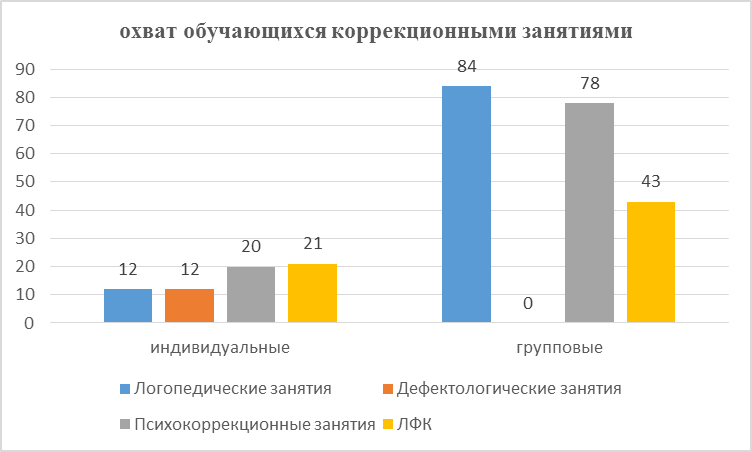 охват обучающихся коррекционными занятиями
90
80
70
60
50
40
30
20
10
0
12
12
20
21
84
0
78
43
индивидуальные
групповые
Логопедические занятия
Дефектологические занятия
Психокоррекционные занятия
ЛФК